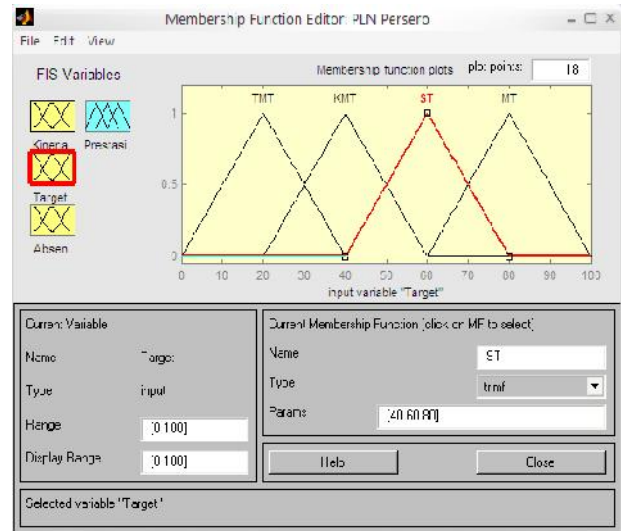 Membership Function Editor: PLN Persero
File Edit View
FIS Variables
Membership function plots plot points: 18
TMT KMT ST MT
1
0.5
0
0 10 20 30 40 50 60 70 80 90 100
input variable "Target"
Kinerja Prestasi
Target
Absen
Current Variable
Name Target
Type input
Range [0 100]
Display Range [0 100]
Current Membership Function (click on MF to select)
Name ST
Type trimf
Params [40 60 80]
Help Close
Selected variable "Target"